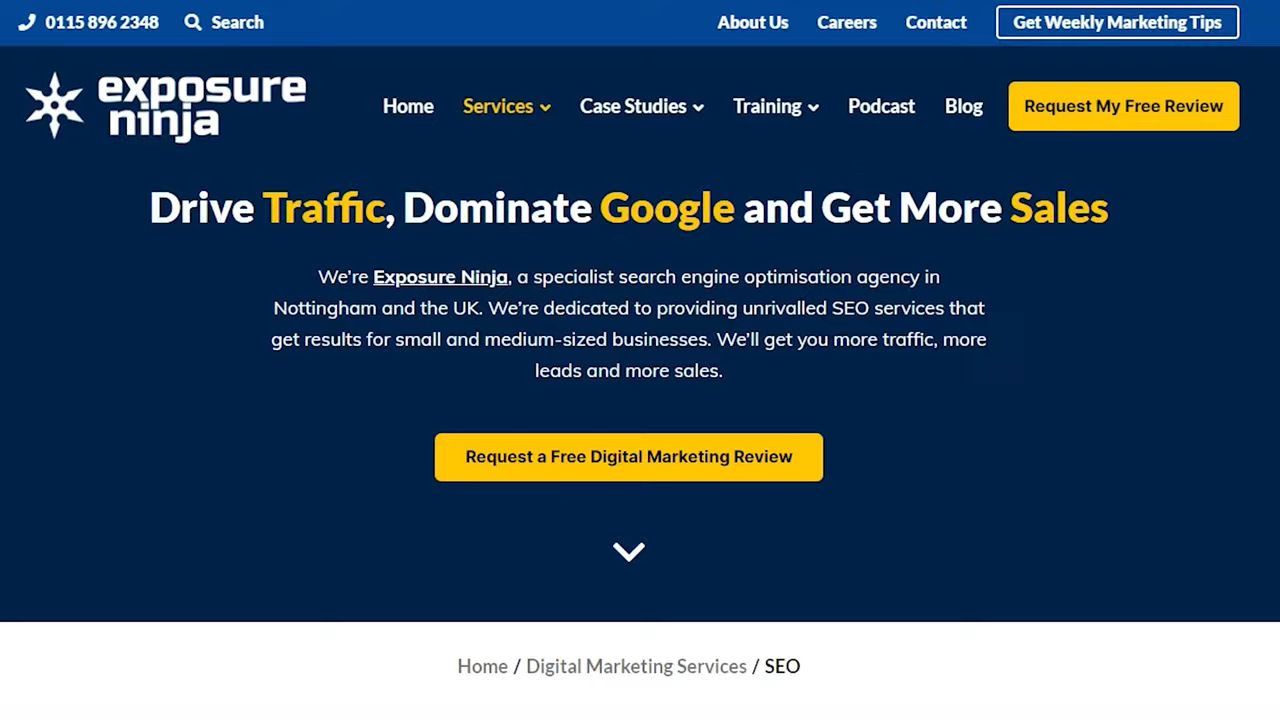 0115 896 2348 Search About Us Careers Contact Get Weekly Marketing Tips
exposure
ninja
Home Services Case Studies Training Podcast Blog Request My Free Review
Drive Traffic, Dominate Google and Get More Sales
We're Exposure Ninja, a specialist search engine optimisation agency in
Nottingham and the UK. We're dedicated to providing unrivalled SEO services that
get results for small and medium-sized businesses. We'll get you more traffic, more
leads and more sales.
Request a Free Digital Marketing Review
Home / Digital Marketing Services / SEO